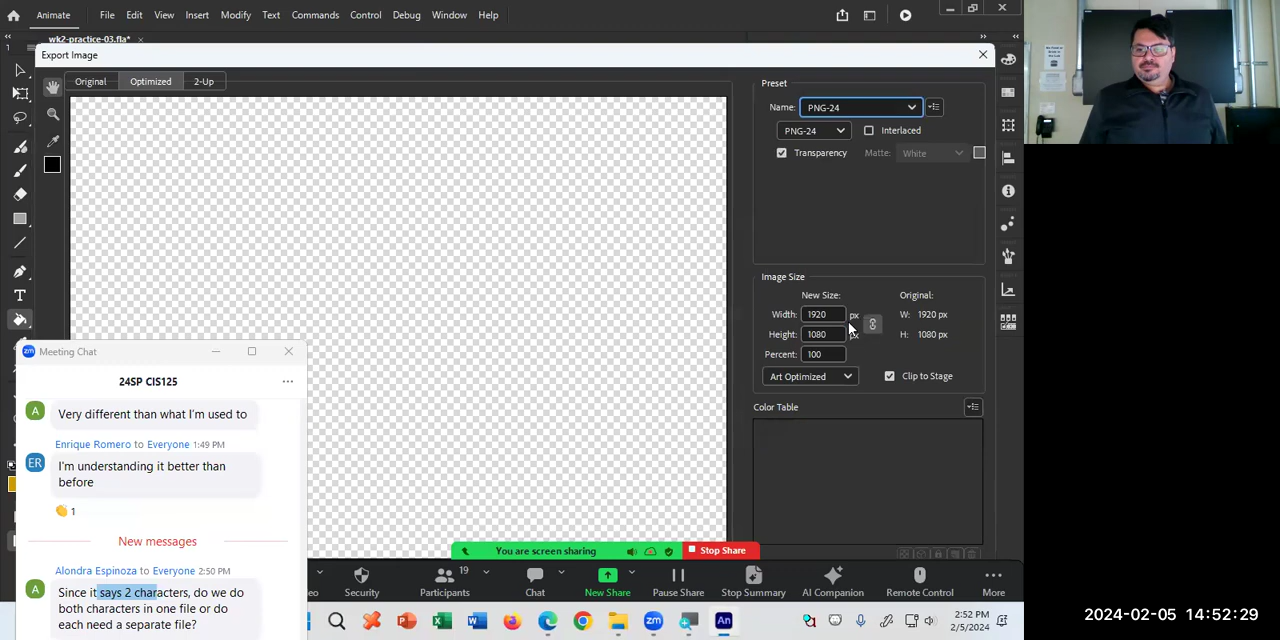 Animate File Edit View Insert Modify Text Commands Control Debug Window Help
wk2-practice-03.fla* ×
Export Image
Original Optimized 2-Up
Preset
Name: PNG-24
PNG-24 Interlaced
Transparency Matte: White
Image Size
New Size: Original:
Width: 1920 px W: 1920 px
Height: 1080 px H: 1080 px
Percent: 100
Art Optimized Clip to Stage
Color Table
zm Meeting Chat
24SP CIS125
A Very different than what I'm used to
Enrique Romero to Everyone 1:49 PM
ER I'm understanding it better than
before
👏 1
New messages
Alondra Espinoza to Everyone 2:50 PM
A Since it says 2 characters, do we do
both characters in one file or do
each need a separate file?
You are screen sharing Stop Share
19
Security Participants Chat New Share Pause Share Stop Summary AI Companion Remote Control More
zm An
2:52 PM
2/5/2024
2024-02-05 14:52:29